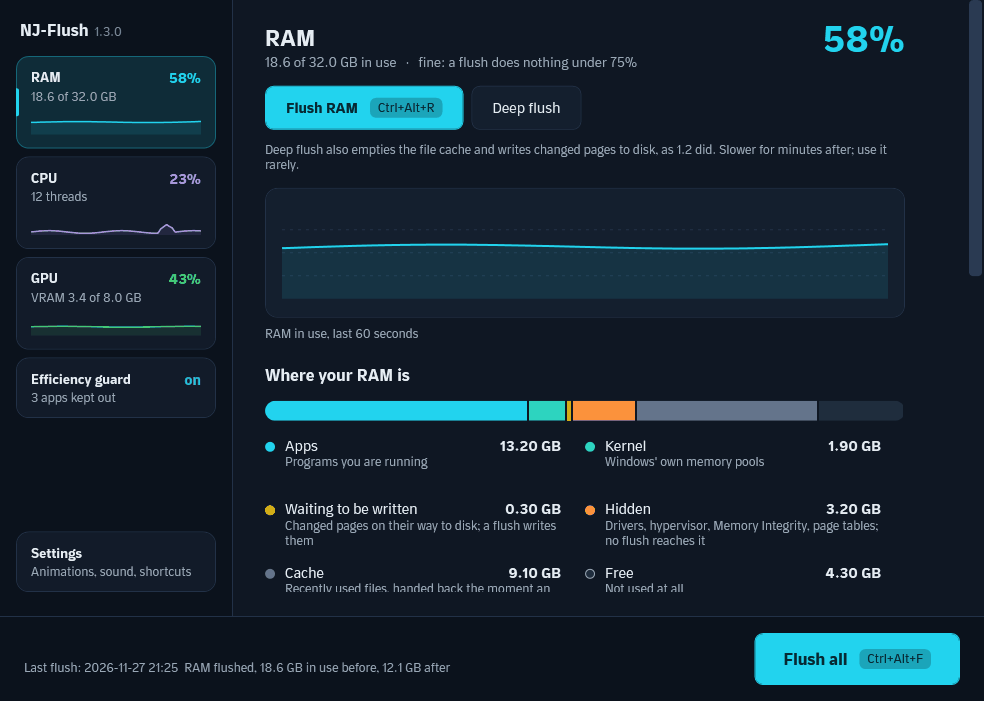 NJ-Flush 1.3.0
RAM 58%
18.6 of 32.0 GB
CPU 23%
12 threads
GPU 43%
VRAM 3.4 of 8.0 GB
Efficiency guard on
3 apps kept out
Settings
Animations, sound, shortcuts
RAM 58%
18.6 of 32.0 GB in use · fine: a flush does nothing under 75%
Flush RAM Ctrl+Alt+R Deep flush
Deep flush also empties the file cache and writes changed pages to disk, as 1.2 did. Slower for minutes after; use it
rarely.
RAM in use, last 60 seconds
Where your RAM is
Apps 13.20 GB
Programs you are running
Kernel 1.90 GB
Windows' own memory pools
Waiting to be written 0.30 GB
Changed pages on their way to disk; a flush writes
them
Hidden 3.20 GB
Drivers, hypervisor, Memory Integrity, page tables;
no flush reaches it
Cache 9.10 GB
Recently used files, handed back the moment an
Free 4.30 GB
Not used at all
Last flush: 2026-11-27 21:25 RAM flushed, 18.6 GB in use before, 12.1 GB after
Flush all Ctrl+Alt+F